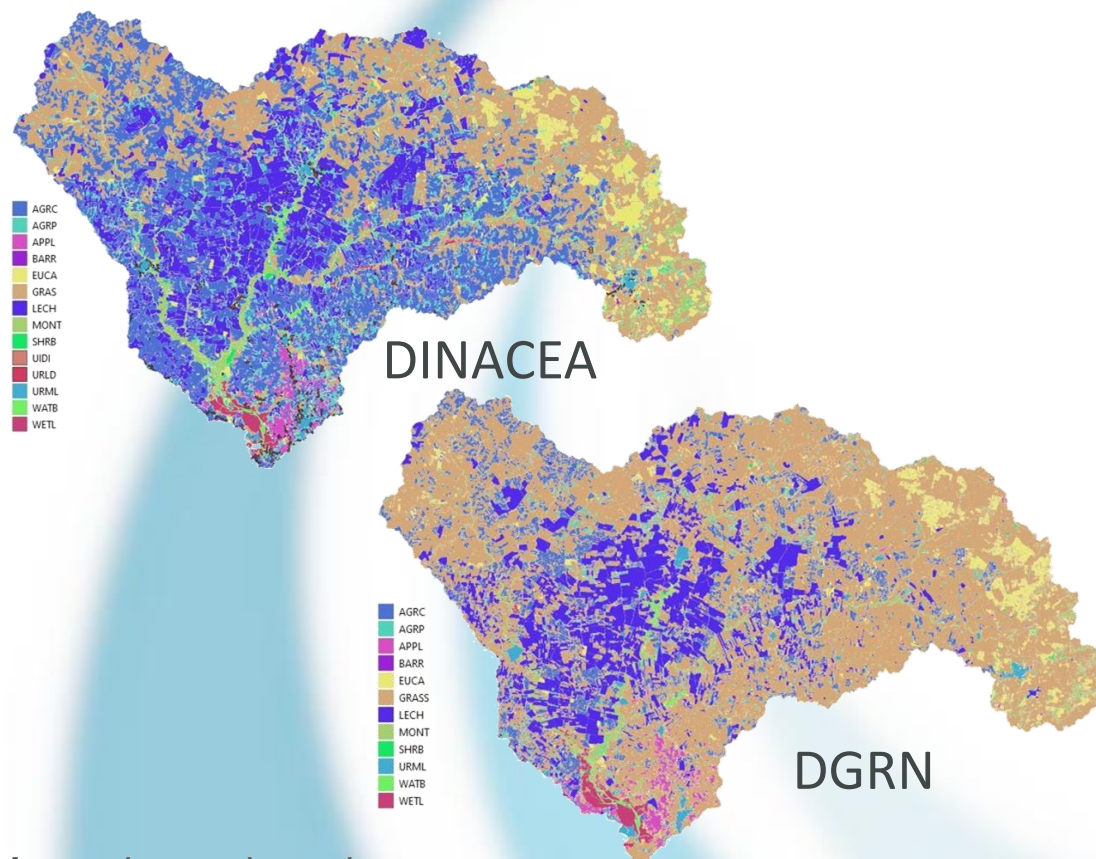 AGRC
AGRP
APPL
BARR
EUCA
GRAS
LECH
MONT
SHRB
UIDI
URLD
URML
WATB
WETL
DINACEA
AGRC
AGRP
APPL
BARR
EUCA
GRASS
LECH
MONT
SHRB
URML
WATB
WETL
DGRN